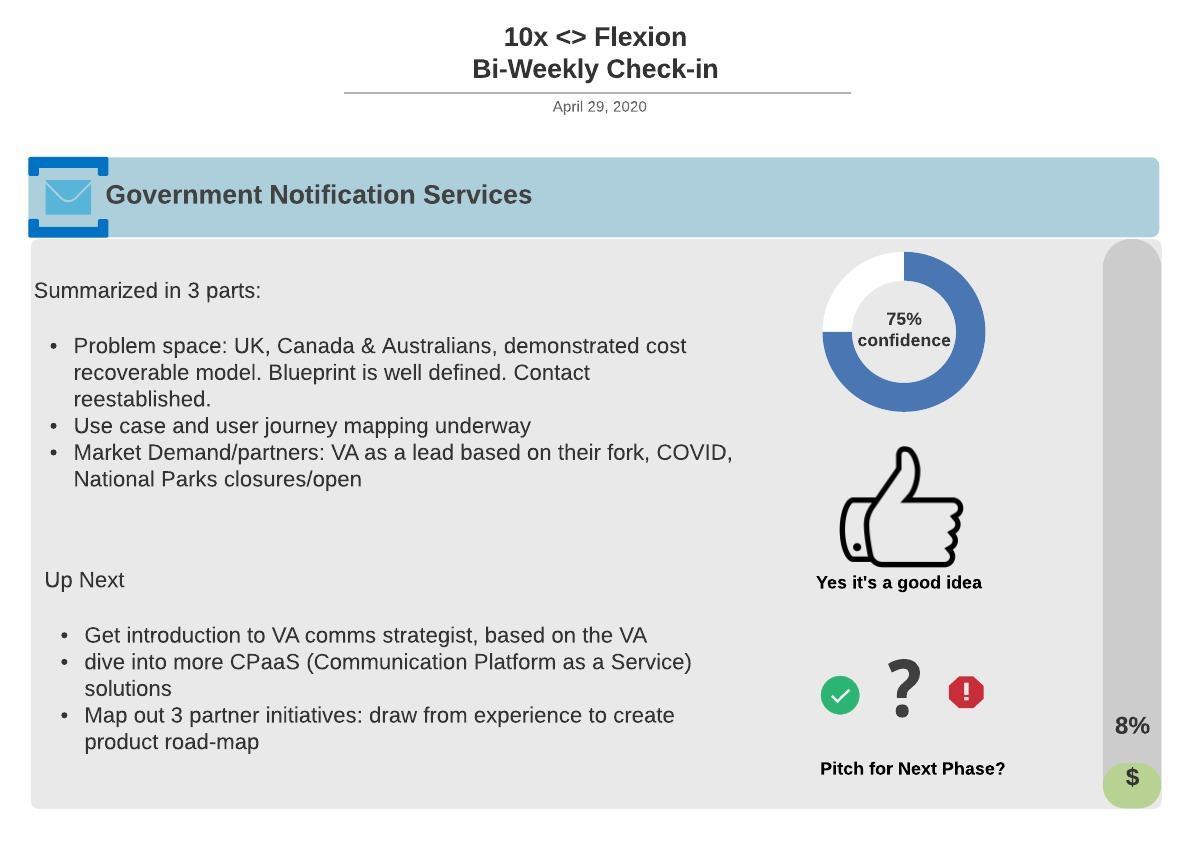 10x <> Flexion
Bi-Weekly Check-in
April 29, 2020
Government Notification Services
Summarized in 3 parts:
• Problem space: UK, Canada & Australians, demonstrated cost
recoverable model. Blueprint is well defined. Contact
reestablished.
• Use case and user journey mapping underway
• Market Demand/partners: VA as a lead based on their fork, COVID,
National Parks closures/open
Up Next
• Get introduction to VA comms strategist, based on the VA
• dive into more CPaaS (Communication Platform as a Service)
solutions
• Map out 3 partner initiatives: draw from experience to create
product road-map
75%
confidence
Yes it's a good idea
?
!
Pitch for Next Phase?
8%
$